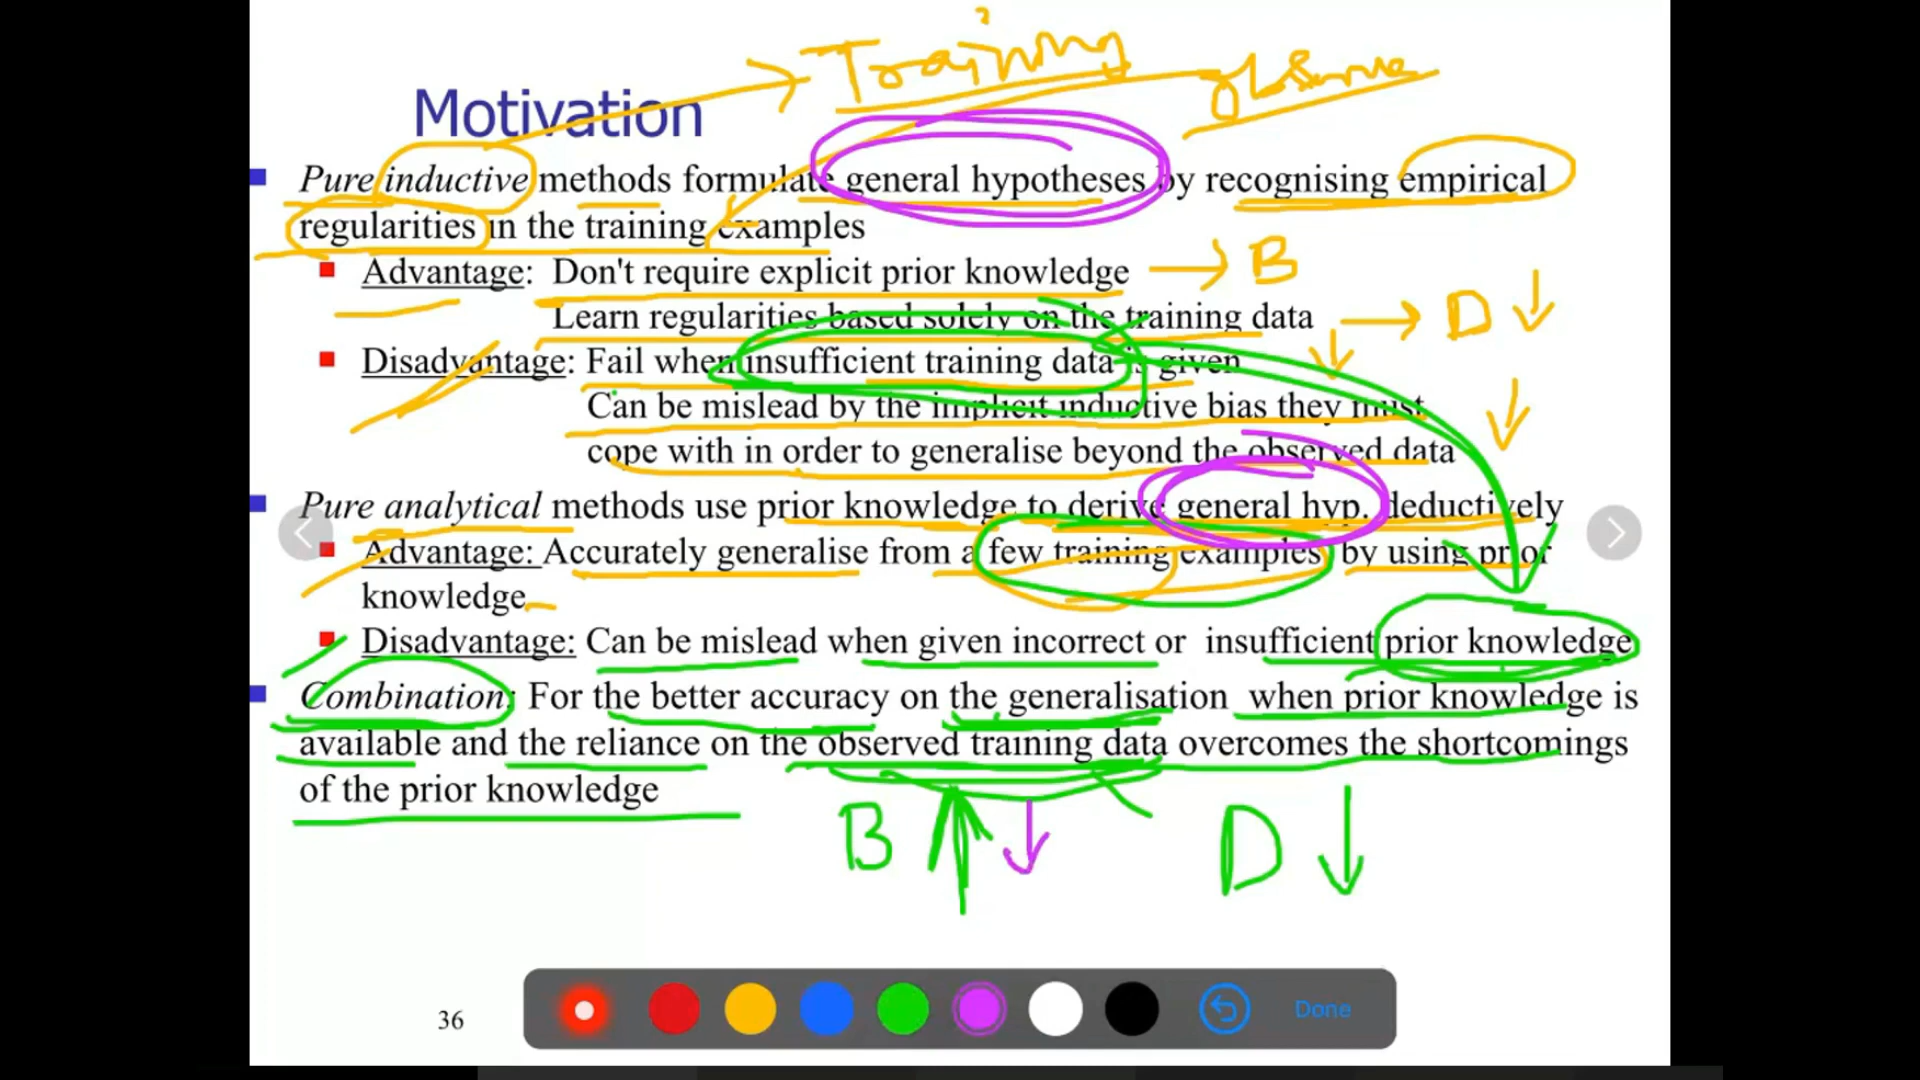 Training
observe
Motivation
Pure inductive methods formulate general hypotheses by recognising empirical
regularities in the training examples
Advantage: Don't require explicit prior knowledge → B
Learn regularities based solely on the training data → D ↓
Disadvantage: Fail when insufficient training data is given
Can be mislead by the implicit inductive bias they must
cope with in order to generalise beyond the observed data
Pure analytical methods use prior knowledge to derive general hyp. deductively
Advantage: Accurately generalise from a few training examples by using prior
knowledge
Disadvantage: Can be mislead when given incorrect or insufficient prior knowledge
Combination: For the better accuracy on the generalisation when prior knowledge is
available and the reliance on the observed training data overcomes the shortcomings
of the prior knowledge
B ↑ ↓ D ↓
36
Done